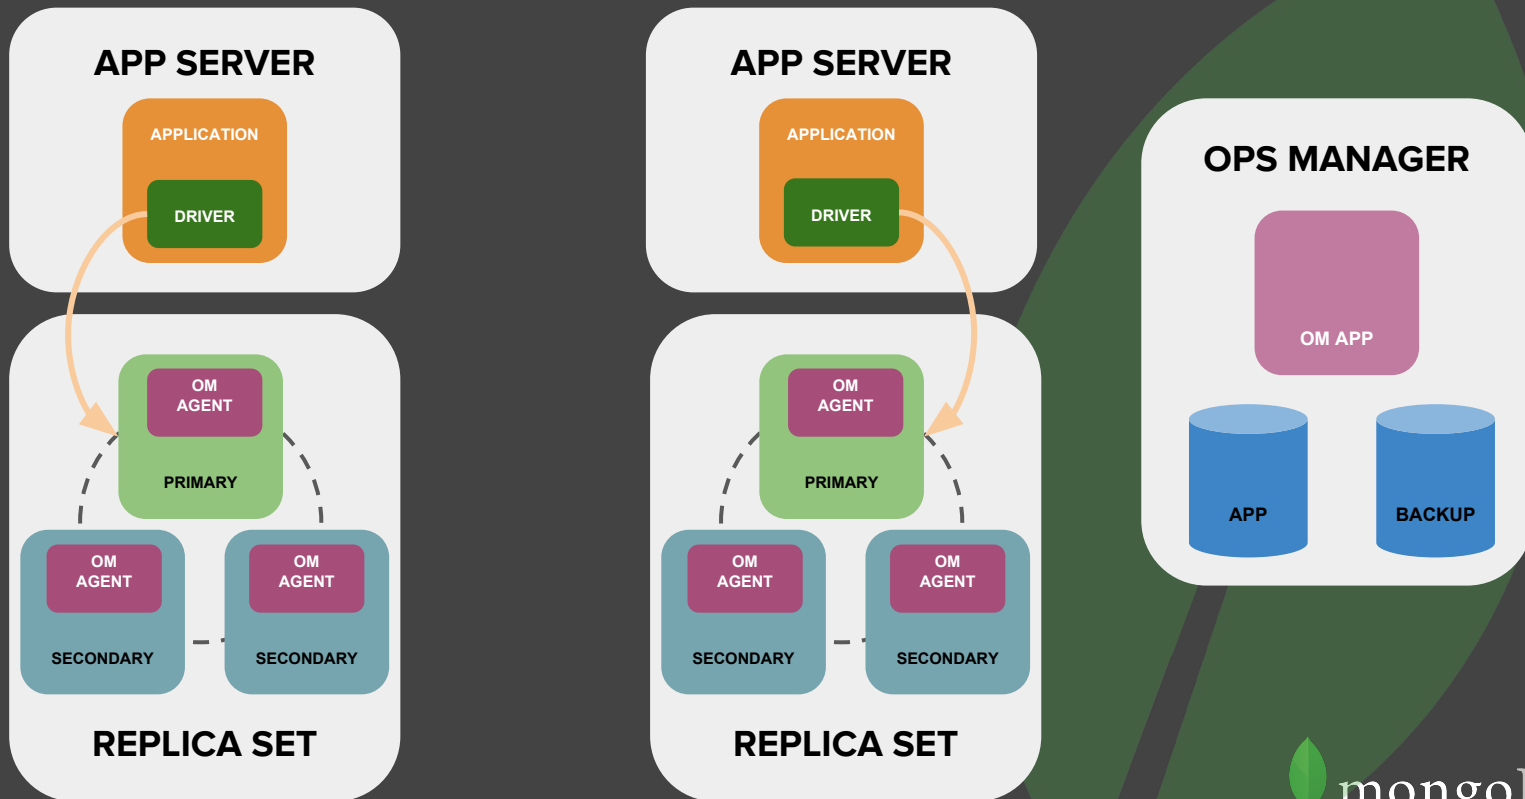 APP SERVER
APPLICATION
DRIVER
OM
AGENT
PRIMARY
OM
AGENT
SECONDARY
OM
AGENT
SECONDARY
REPLICA SET
APP SERVER
APPLICATION
DRIVER
OM
AGENT
PRIMARY
OM
AGENT
SECONDARY
OM
AGENT
SECONDARY
REPLICA SET
OPS MANAGER
OM APP
APP
BACKUP
mongo